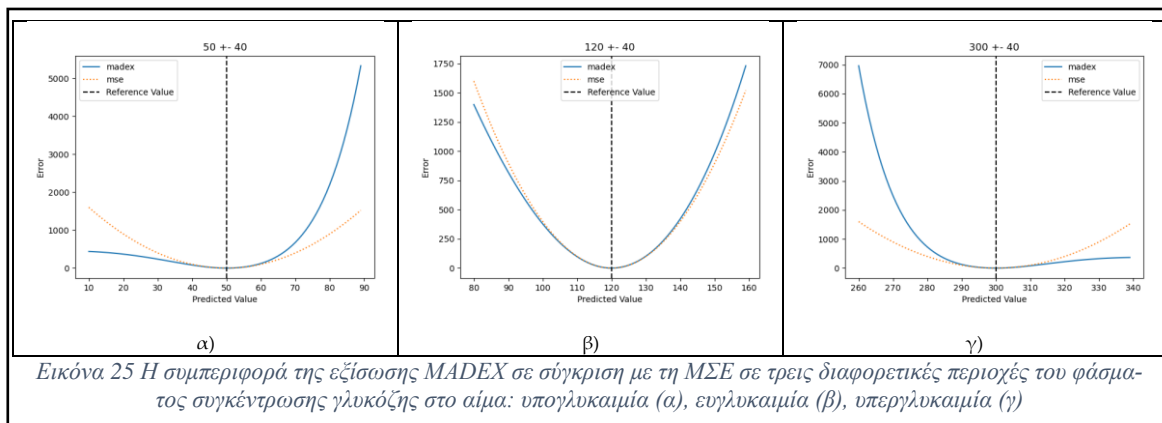 50 +- 40
madex
mse
Reference Value
Error
5000
4000
3000
2000
1000
0
10 20 30 40 50 60 70 80 90
Predicted Value
α)
120 +- 40
madex
mse
Reference Value
Error
1750
1500
1250
1000
750
500
250
0
80 90 100 110 120 130 140 150 160
Predicted Value
β)
300 +- 40
madex
mse
Reference Value
Error
7000
6000
5000
4000
3000
2000
1000
0
260 270 280 290 300 310 320 330 340
Predicted Value
γ)
Εικόνα 25 Η συμπεριφορά της εξίσωσης MADEX σε σύγκριση με τη ΜΣΕ σε τρεις διαφορετικές περιοχές του φάσμα-
τος συγκέντρωσης γλυκόζης στο αίμα: υπογλυκαιμία (α), ευγλυκαιμία (β), υπεργλυκαιμία (γ)